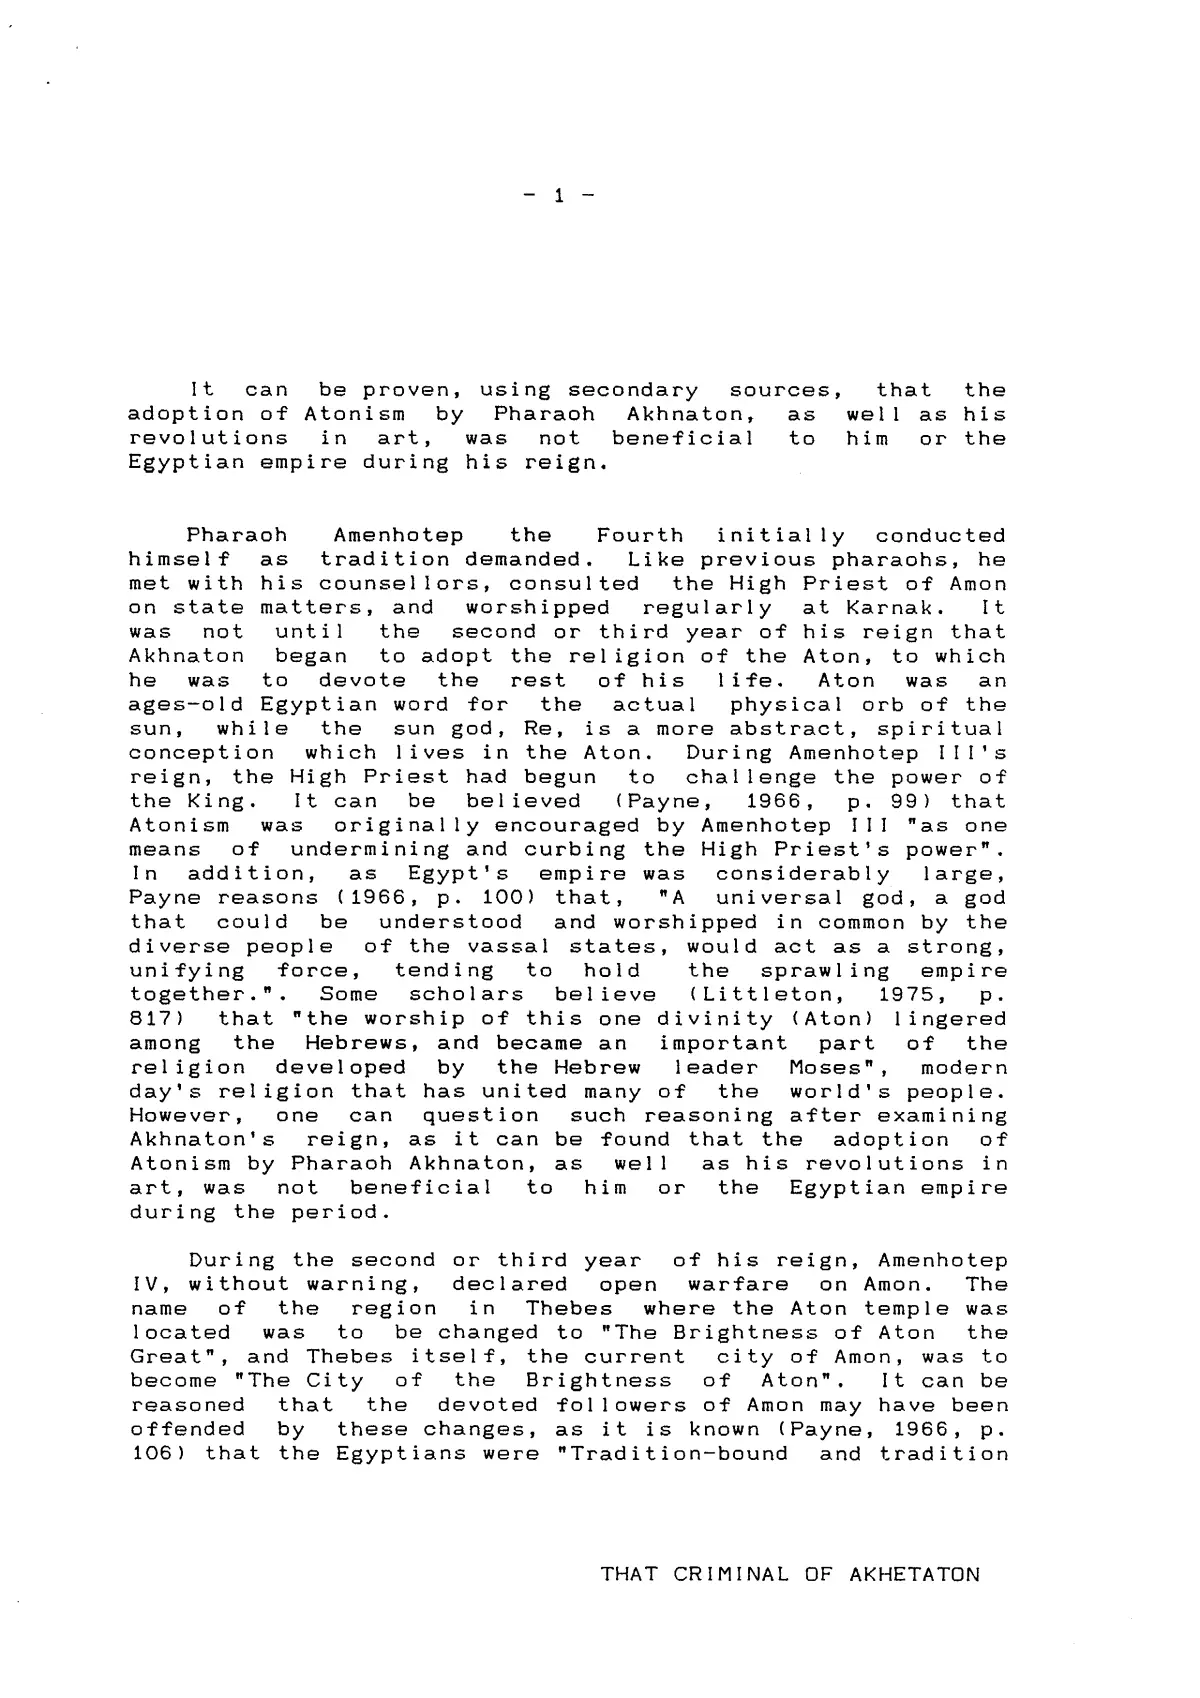 - 1 -
It can be proven, using secondary sources, that the
adoption of Atonism by Pharaoh Akhnaton, as well as his
revolutions in art, was not beneficial to him or the
Egyptian empire during his reign.
Pharaoh Amenhotep the Fourth initially conducted
himself as tradition demanded. Like previous pharaohs, he
met with his counsellors, consulted the High Priest of Amon
on state matters, and worshipped regularly at Karnak. It
was not until the second or third year of his reign that
Akhnaton began to adopt the religion of the Aton, to which
he was to devote the rest of his life. Aton was an
ages-old Egyptian word for the actual physical orb of the
sun, while the sun god, Re, is a more abstract, spiritual
conception which lives in the Aton. During Amenhotep III's
reign, the High Priest had begun to challenge the power of
the King. It can be believed (Payne, 1966, p. 99) that
Atonism was originally encouraged by Amenhotep III "as one
means of undermining and curbing the High Priest's power".
In addition, as Egypt's empire was considerably large,
Payne reasons (1966, p. 100) that, "A universal god, a god
that could be understood and worshipped in common by the
diverse people of the vassal states, would act as a strong,
unifying force, tending to hold the sprawling empire
together.". Some scholars believe (Littleton, 1975, p.
817) that "the worship of this one divinity (Aton) lingered
among the Hebrews, and became an important part of the
religion developed by the Hebrew leader Moses", modern
day's religion that has united many of the world's people.
However, one can question such reasoning after examining
Akhnaton's reign, as it can be found that the adoption of
Atonism by Pharaoh Akhnaton, as well as his revolutions in
art, was not beneficial to him or the Egyptian empire
during the period.
During the second or third year of his reign, Amenhotep
IV, without warning, declared open warfare on Amon. The
name of the region in Thebes where the Aton temple was
located was to be changed to "The Brightness of Aton the
Great", and Thebes itself, the current city of Amon, was to
become "The City of the Brightness of Aton". It can be
reasoned that the devoted followers of Amon may have been
offended by these changes, as it is known (Payne, 1966, p.
106) that the Egyptians were "Tradition-bound and tradition
THAT CRIMINAL OF AKHETATON